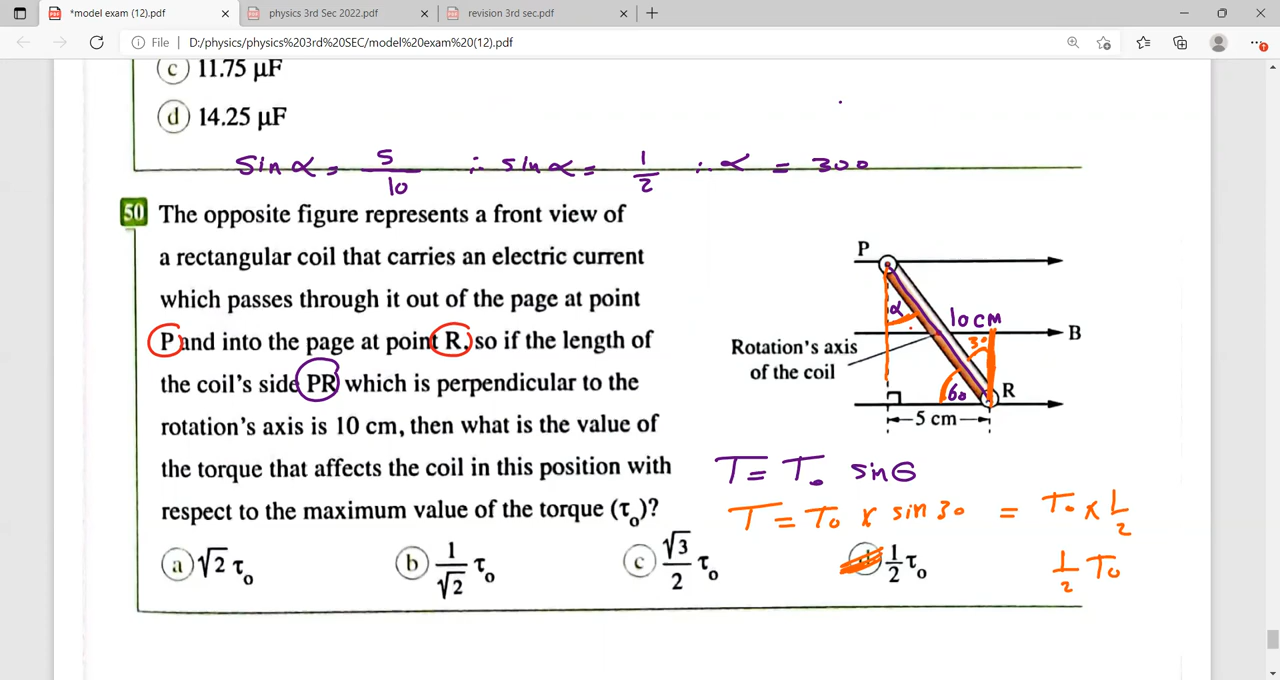 *model exam (12).pdf
physics 3rd Sec 2022.pdf
revision 3rd sec.pdf
File
D:/physics/physics%203rd%20SEC/model%20exam%20(12).pdf
c 11.75 μF
d 14.25 μF
sin α = 5/10 ∴ sin α = 1/2 ∴ α = 300
50 The opposite figure represents a front view of
a rectangular coil that carries an electric current
which passes through it out of the page at point
P and into the page at point R, so if the length of
the coil's side PR which is perpendicular to the
rotation's axis is 10 cm, then what is the value of
the torque that affects the coil in this position with
respect to the maximum value of the torque (τo)?
P
α
10 cm
B
30
Rotation's axis
of the coil
60
R
5 cm
T = To sin θ
T = To x sin 30 = To x 1/2
1/2 To
a √2 τo
b 1/√2 τo
c √3/2 τo
d 1/2 τo